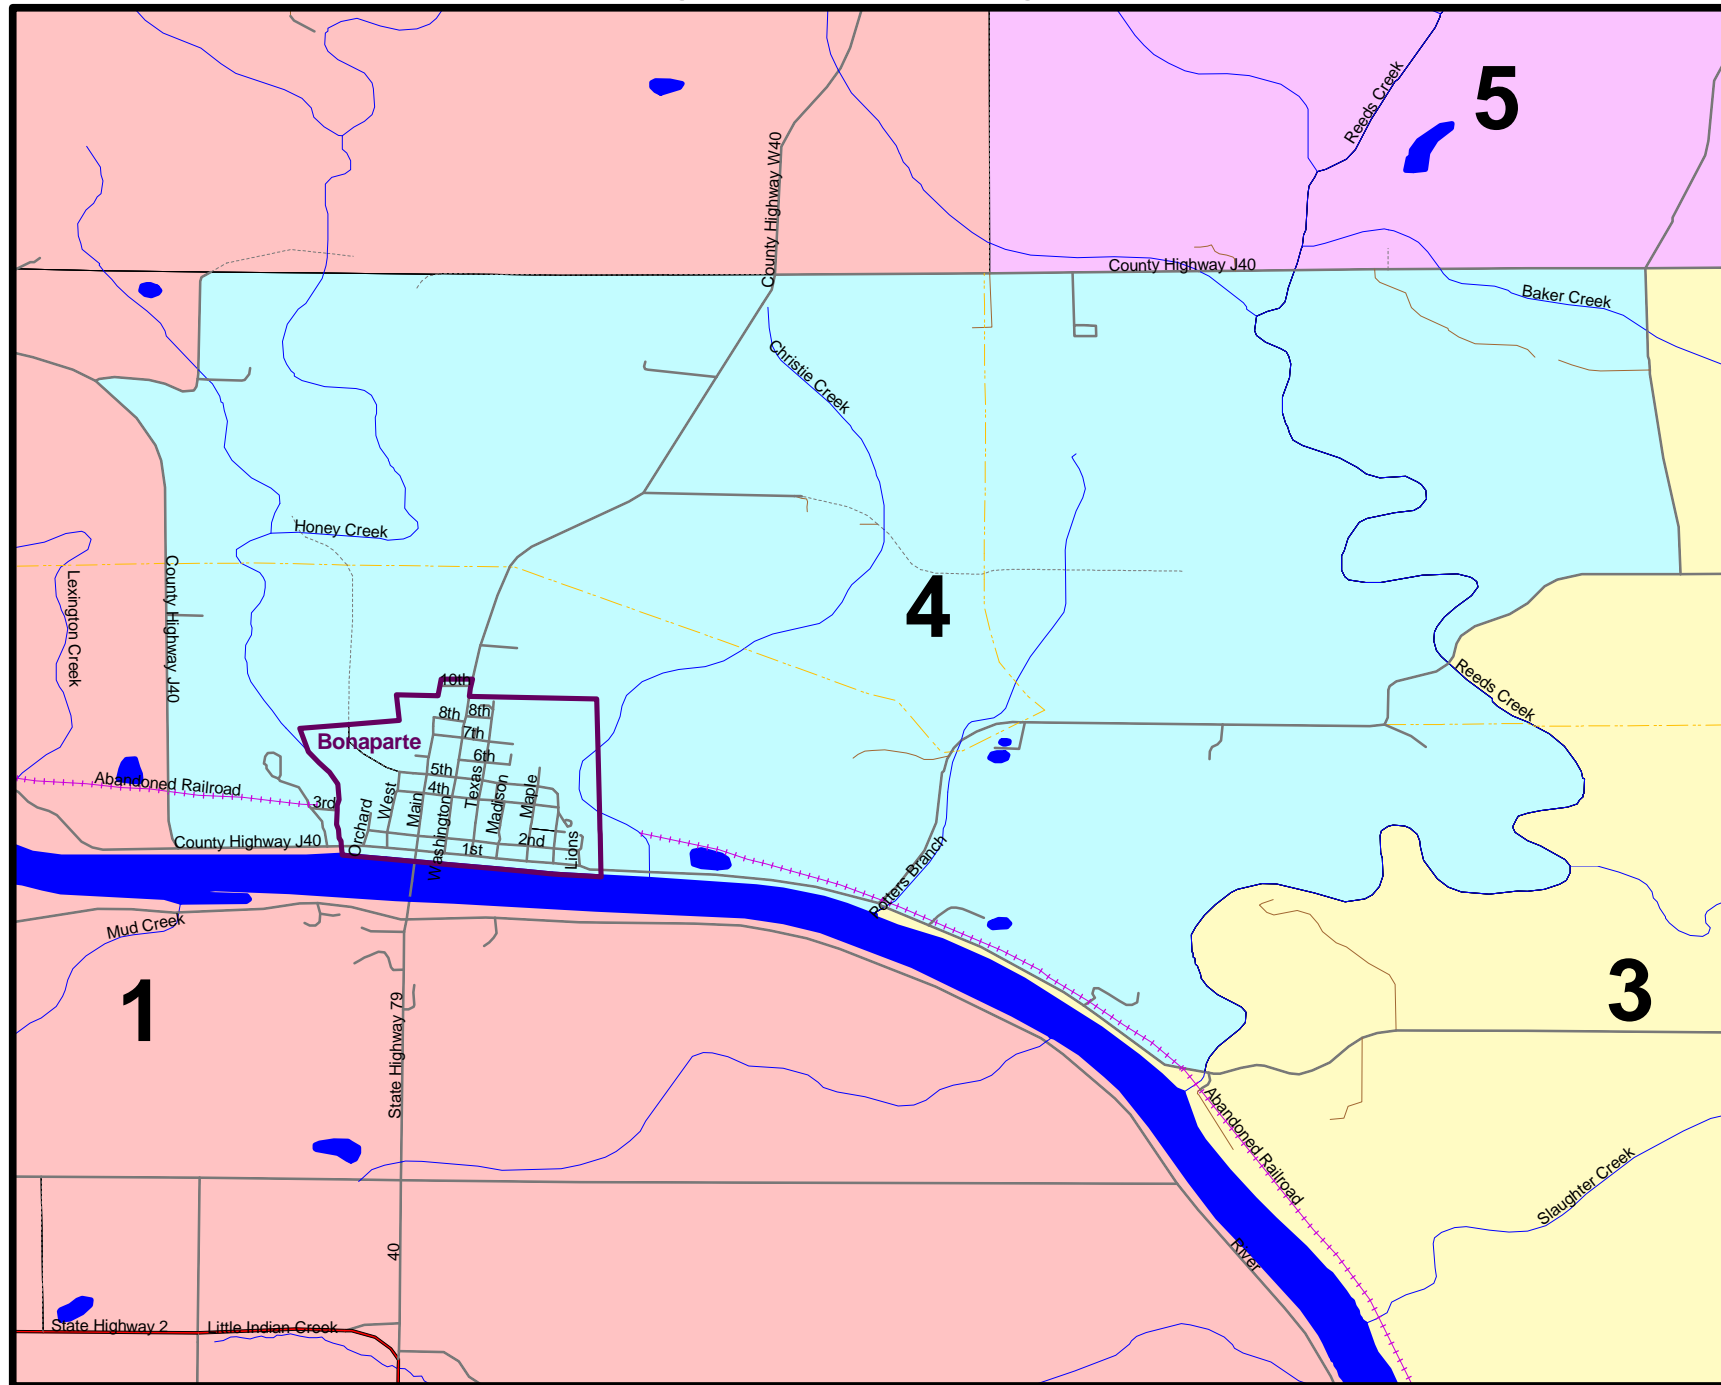 5
Reeds Creek
County Highway W40
County Highway J40
Baker Creek
Christie Creek
Honey Creek
County Highway J40
Lexington Creek
4
10th
8th
8th
7th
Bonaparte
6th
5th
4th
3rd
Abandoned Railroad
Orchard
West
Main
Washington
Texas
Madison
Maple
2nd
1st
Lions
County Highway J40
Reeds Creek
Potters Branch
Mud Creek
1
3
State Highway 79
Abandoned Railroad
Slaughter Creek
40
River
State Highway 2
Little Indian Creek